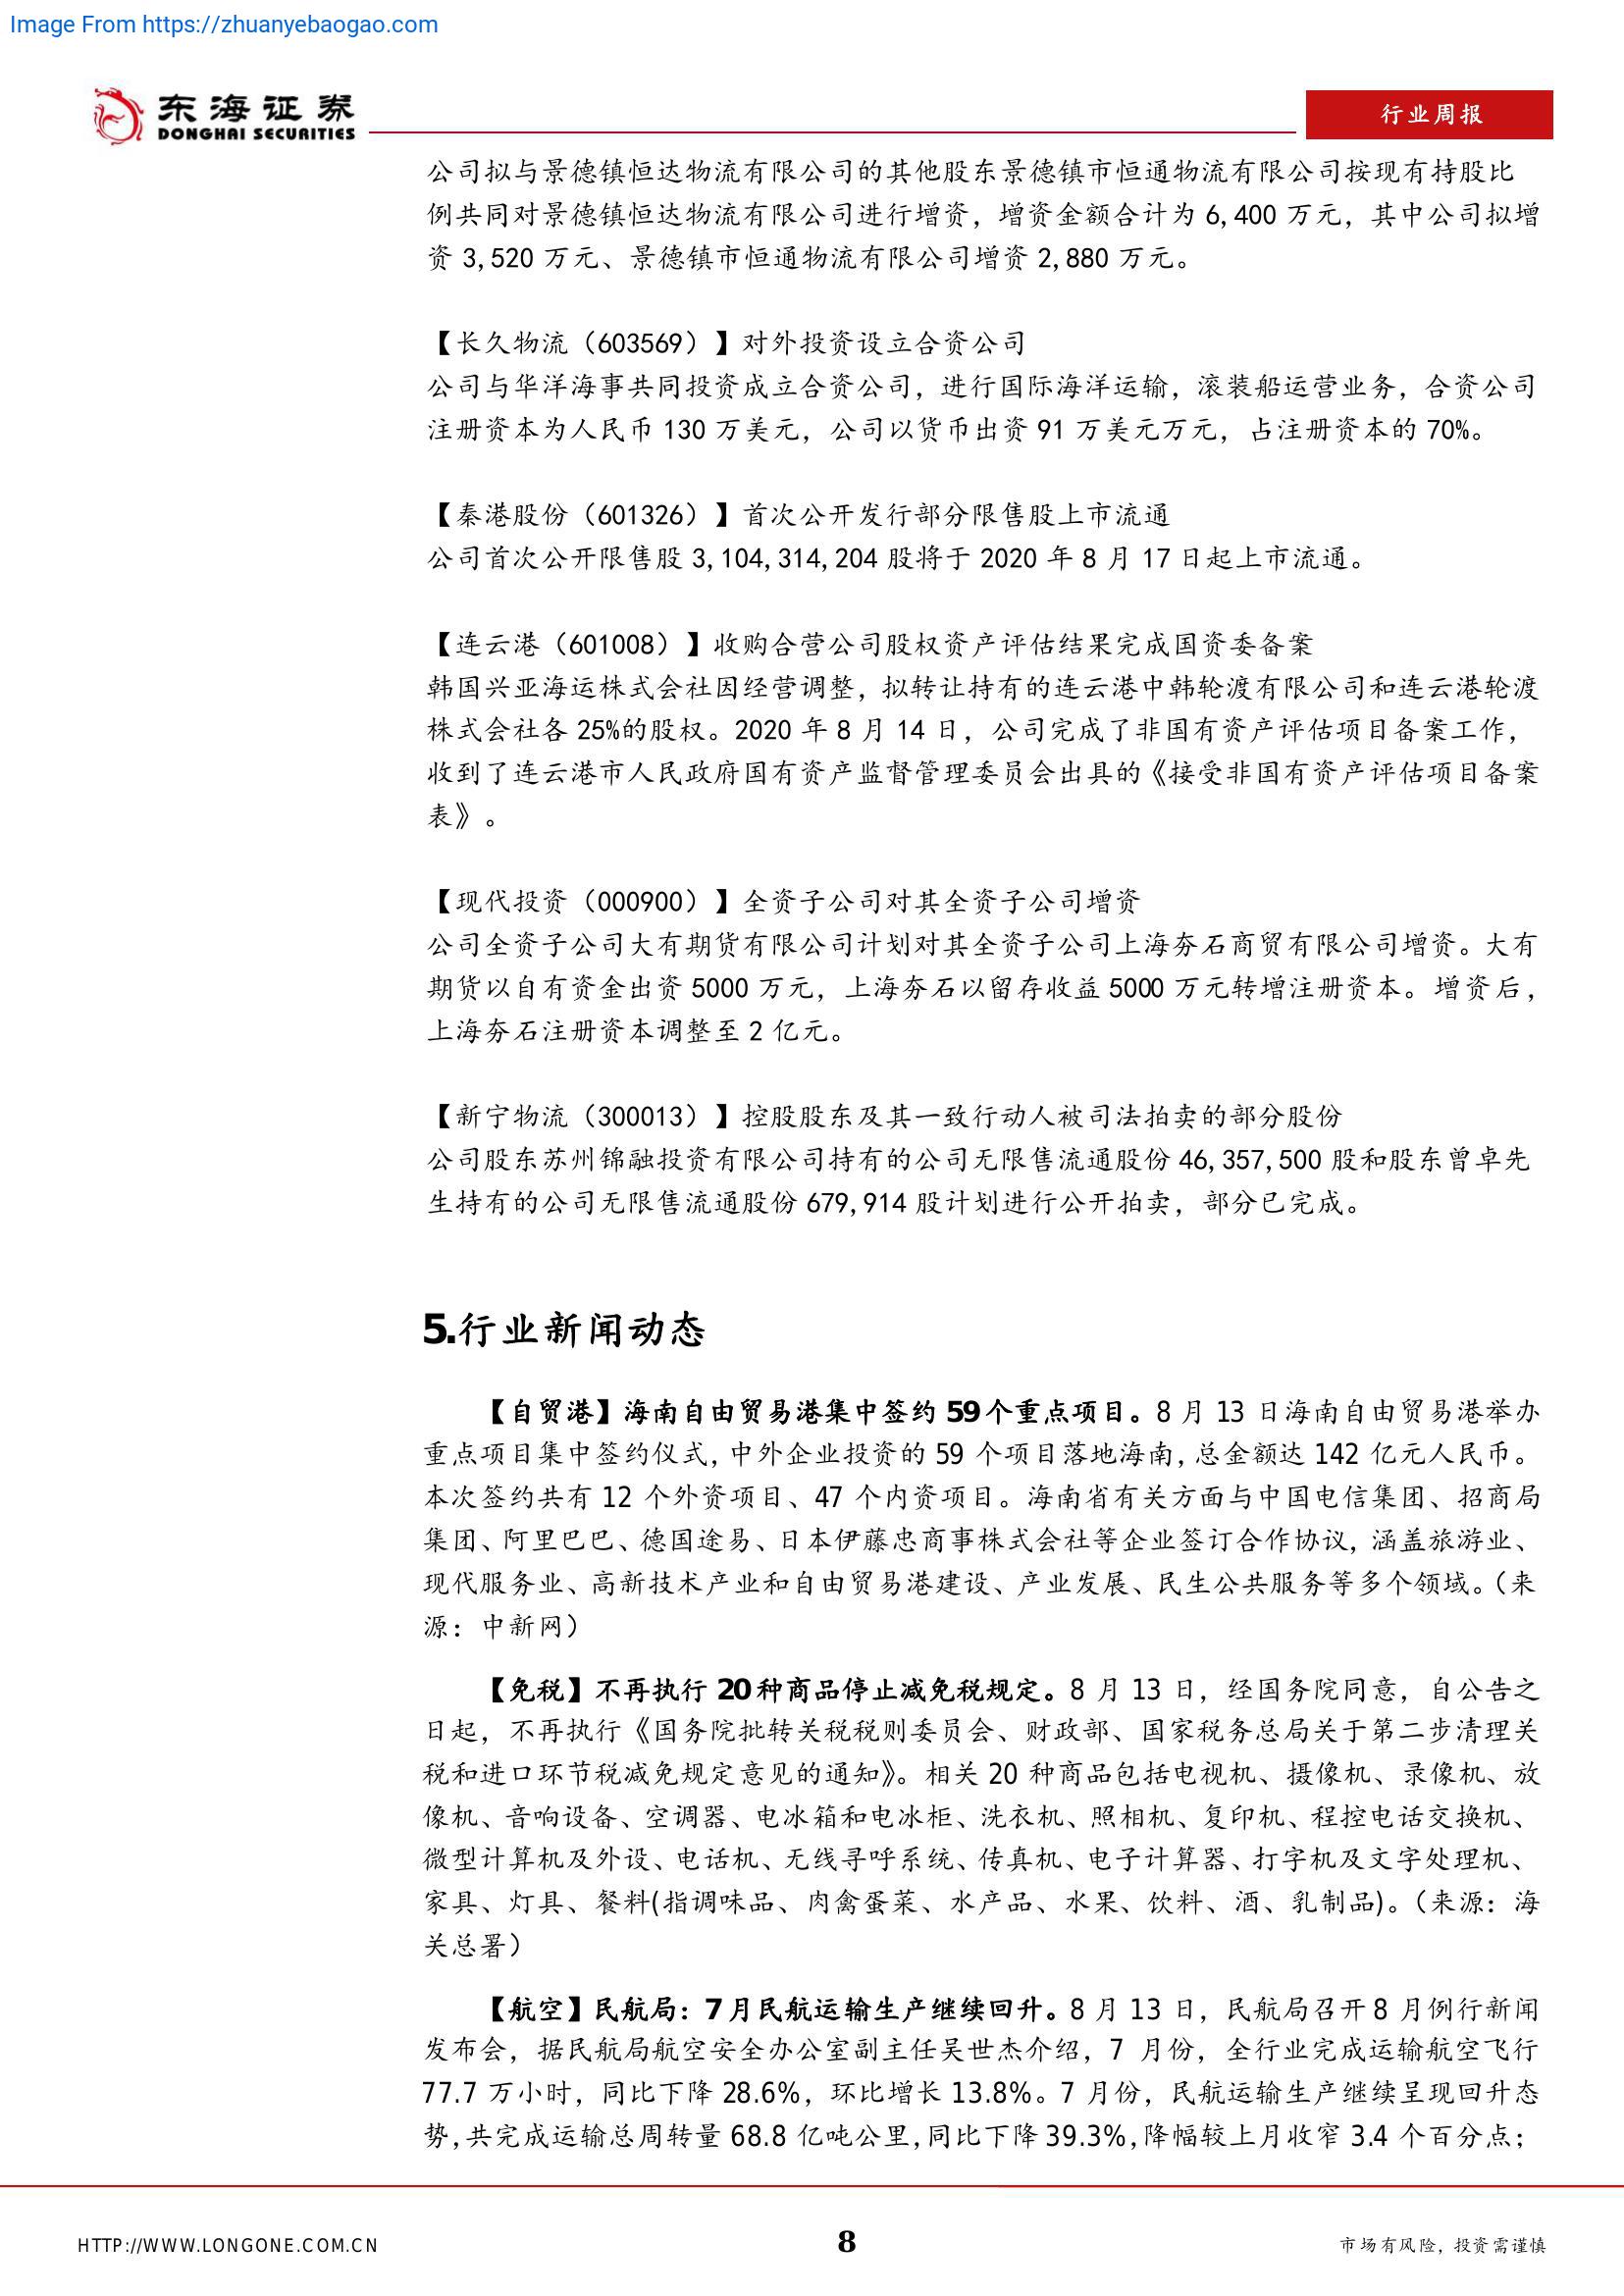 Image From https://zhuanyebaogao.com
东海证券
DONGHAI SECURITIES
行业周报
公司拟与景德镇恒达物流有限公司的其他股东景德镇市恒通物流有限公司按现有持股比
例共同对景德镇恒达物流有限公司进行增资，增资金额合计为 6,400 万元，其中公司拟增
资 3,520 万元、景德镇市恒通物流有限公司增资 2,880 万元。
【长久物流（603569）】对外投资设立合资公司
公司与华洋海事共同投资成立合资公司，进行国际海洋运输，滚装船运营业务，合资公司
注册资本为人民币 130 万美元，公司以货币出资 91 万美元万元，占注册资本的 70%。
【秦港股份（601326）】首次公开发行部分限售股上市流通
公司首次公开限售股 3,104,314,204 股将于 2020 年 8 月 17 日起上市流通。
【连云港（601008）】收购合营公司股权资产评估结果完成国资委备案
韩国兴亚海运株式会社因经营调整，拟转让持有的连云港中韩轮渡有限公司和连云港轮渡
株式会社各 25%的股权。2020 年 8 月 14 日，公司完成了非国有资产评估项目备案工作，
收到了连云港市人民政府国有资产监督管理委员会出具的《接受非国有资产评估项目备案
表》。
【现代投资（000900）】全资子公司对其全资子公司增资
公司全资子公司大有期货有限公司计划对其全资子公司上海夯石商贸有限公司增资。大有
期货以自有资金出资 5000 万元，上海夯石以留存收益 5000 万元转增注册资本。增资后，
上海夯石注册资本调整至 2 亿元。
【新宁物流（300013）】控股股东及其一致行动人被司法拍卖的部分股份
公司股东苏州锦融投资有限公司持有的公司无限售流通股份 46,357,500 股和股东曾卓先
生持有的公司无限售流通股份 679,914 股计划进行公开拍卖，部分已完成。
5.行业新闻动态
【自贸港】海南自由贸易港集中签约 59 个重点项目。8 月 13 日海南自由贸易港举办
重点项目集中签约仪式，中外企业投资的 59 个项目落地海南，总金额达 142 亿元人民币。
本次签约共有 12 个外资项目、47 个内资项目。海南省有关方面与中国电信集团、招商局
集团、阿里巴巴、德国途易、日本伊藤忠商事株式会社等企业签订合作协议，涵盖旅游业、
现代服务业、高新技术产业和自由贸易港建设、产业发展、民生公共服务等多个领域。（来
源：中新网）
【免税】不再执行 20 种商品停止减免税规定。8 月 13 日，经国务院同意，自公告之
日起，不再执行《国务院批转关税税则委员会、财政部、国家税务总局关于第二步清理关
税和进口环节税减免规定意见的通知》。相关 20 种商品包括电视机、摄像机、录像机、放
像机、音响设备、空调器、电冰箱和电冰柜、洗衣机、照相机、复印机、程控电话交换机、
微型计算机及外设、电话机、无线寻呼系统、传真机、电子计算器、打字机及文字处理机、
家具、灯具、餐料(指调味品、肉禽蛋菜、水产品、水果、饮料、酒、乳制品)。（来源：海
关总署）
【航空】民航局：7 月民航运输生产继续回升。8 月 13 日，民航局召开 8 月例行新闻
发布会，据民航局航空安全办公室副主任吴世杰介绍，7 月份，全行业完成运输航空飞行
77.7 万小时，同比下降 28.6%，环比增长 13.8%。7 月份，民航运输生产继续呈现回升态
势，共完成运输总周转量 68.8 亿吨公里，同比下降 39.3%，降幅较上月收窄 3.4 个百分点；
HTTP://WWW.LONGONE.COM.CN
8
市场有风险，投资需谨慎